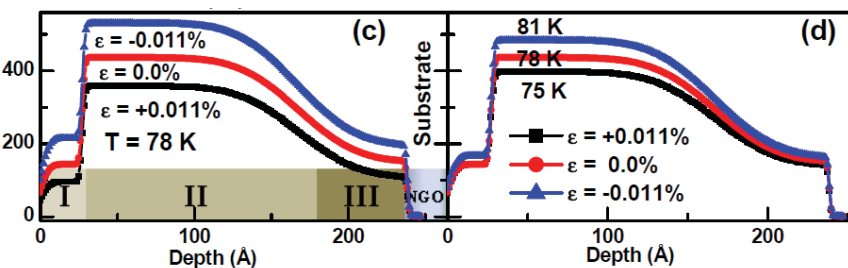 (c)
ε = -0.011%
ε = 0.0%
ε = +0.011%
T = 78 K
I
II
III
NGO
400
200
0
0
100
200
Depth (Å)
Substrate
(d)
81 K
78 K
75 K
ε = +0.011%
ε = 0.0%
ε = -0.011%
0
100
200
Depth (Å)